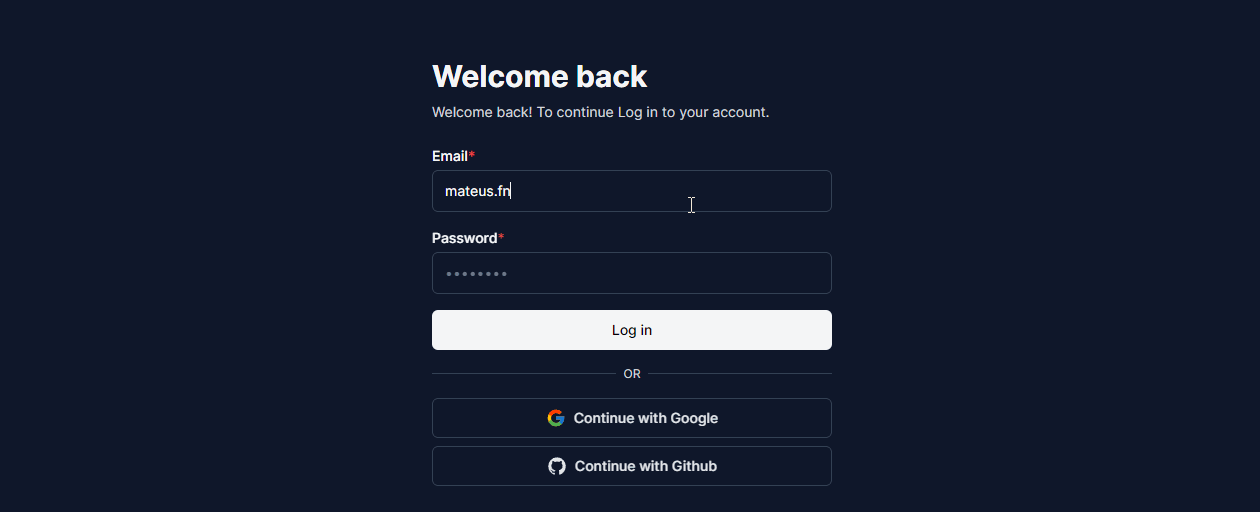 Welcome back
Welcome back! To continue Log in to your account.
Email*
mateus.fn
Password*
••••••••
Log in
OR
Continue with Google
Continue with Github